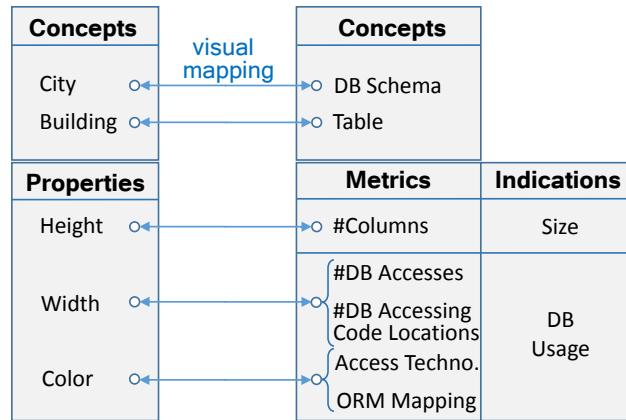 Concepts
visual
mapping
Concepts
City
DB Schema
Building
Table
Properties
Metrics
Indications
Height
#Columns
Size
Width
#DB Accesses
#DB Accessing
Code Locations
DB
Usage
Color
Access Techno.
ORM Mapping